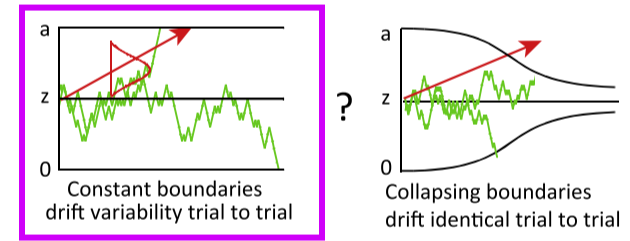 a
z
0
Constant boundaries
drift variability trial to trial
?
a
z
0
Collapsing boundaries
drift identical trial to trial